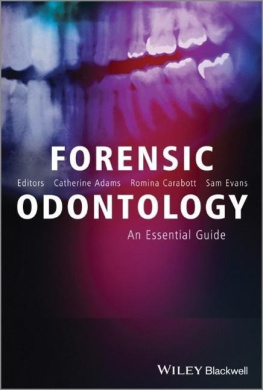 FORENSIC
Editors Catherine Adams Romina Carabott Sam Evans
ODONTOLOGY
An Essential Guide
WILEY Blackwell